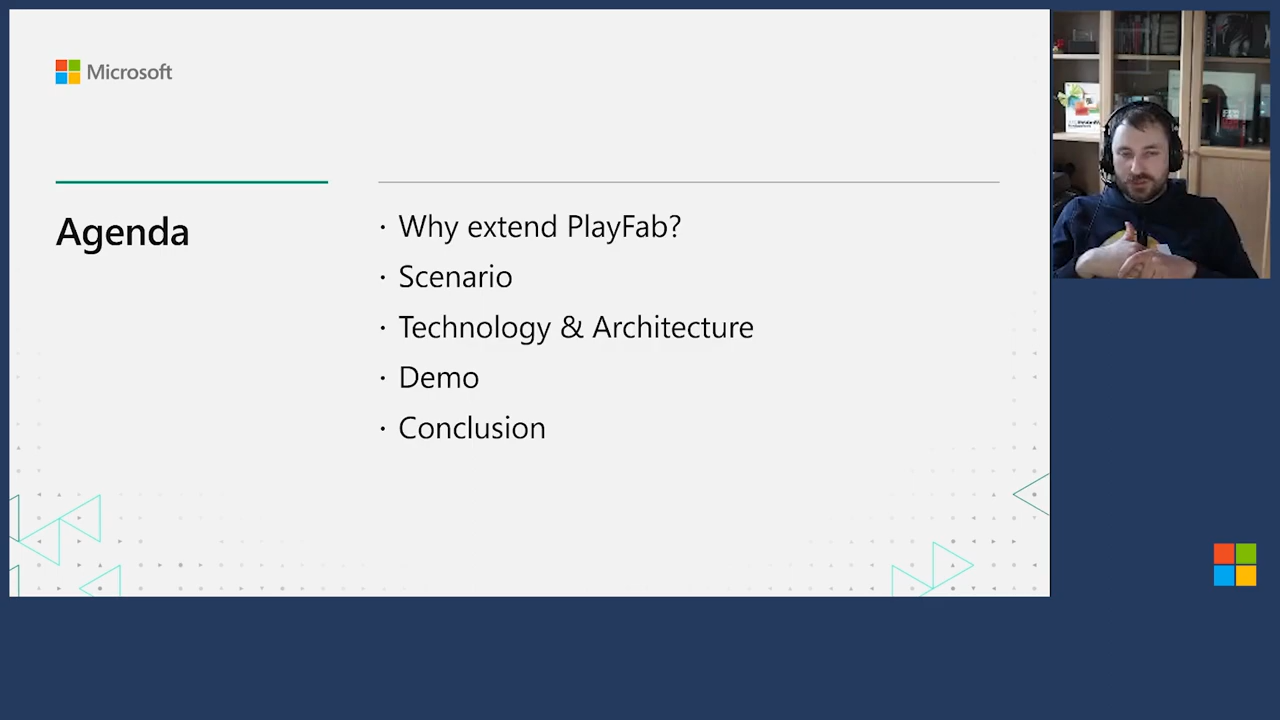 Microsoft
Agenda
· Why extend PlayFab?
· Scenario
· Technology & Architecture
· Demo
· Conclusion